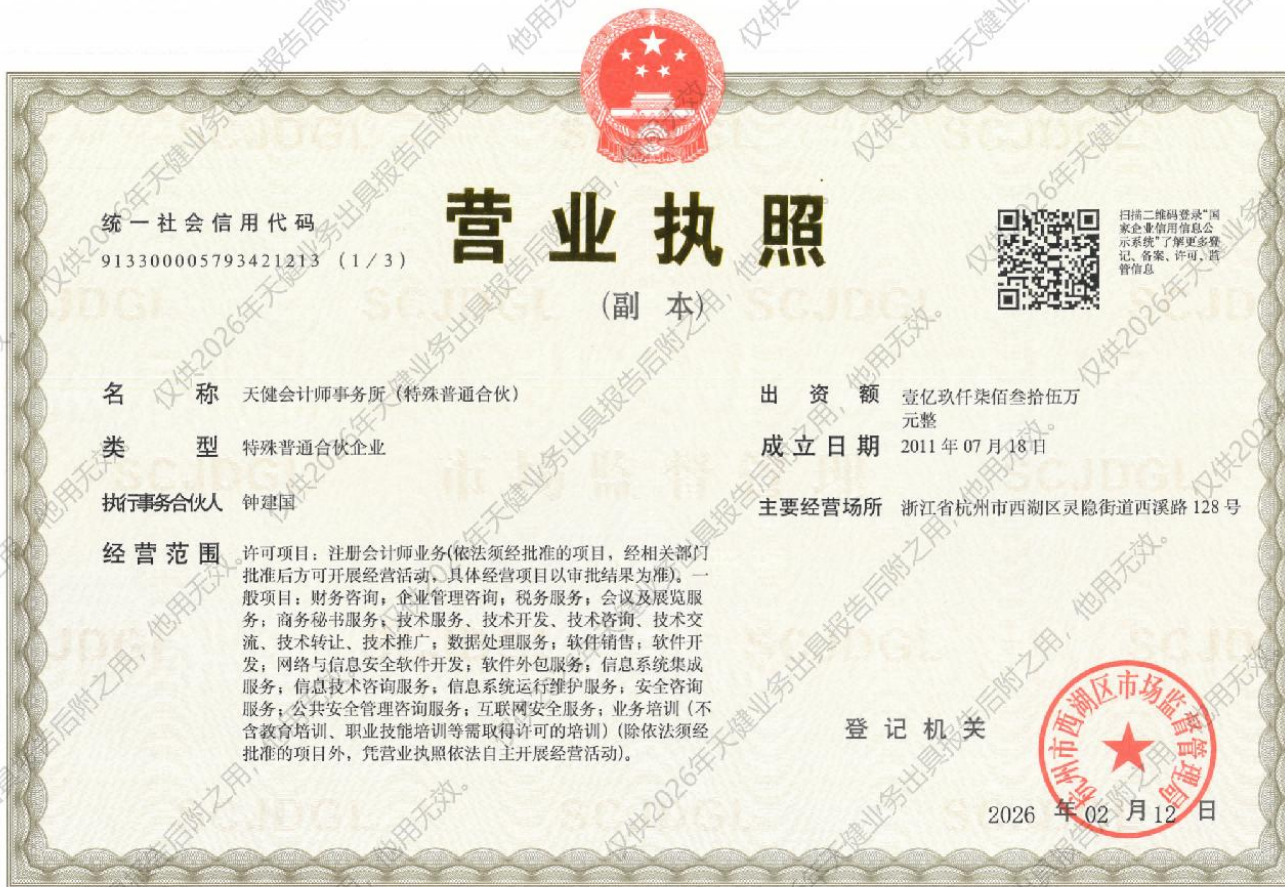 统一社会信用代码
913300005793421213 (1/3)
营业执照
(副 本)
扫描二维码登录"国
家企业信用信息公
示系统"了解更多登
记、备案、许可、监
管信息
名 称 天健会计师事务所(特殊普通合伙)
类 型 特殊普通合伙企业
执行事务合伙人 钟建国
经营范围 许可项目：注册会计师业务(依法须经批准的项目，经相关部门
批准后方可开展经营活动，具体经营项目以审批结果为准)。一
般项目：财务咨询；企业管理咨询；税务服务；会议及展览服
务；商务秘书服务；技术服务、技术开发、技术咨询、技术交
流、技术转让、技术推广；数据处理服务；软件销售；软件开
发；网络与信息安全软件开发；软件外包服务；信息系统集成
服务；信息技术咨询服务；信息系统运行维护服务；安全咨询
服务；公共安全管理咨询服务；互联网安全服务；业务培训（不
含教育培训、职业技能培训等需取得许可的培训）(除依法须经
批准的项目外，凭营业执照依法自主开展经营活动)。
出 资 额 壹亿玖仟柒佰叁拾伍万
元整
成立日期 2011年07月18日
主要经营场所 浙江省杭州市西湖区灵隐街道西溪路128号
登记机关
杭州市西湖区市场监督管理局
2026 年 02 月 12 日
仅供2026年天健业务出具报告后附之用，他用无效。
SCJDGL
市场监督管理